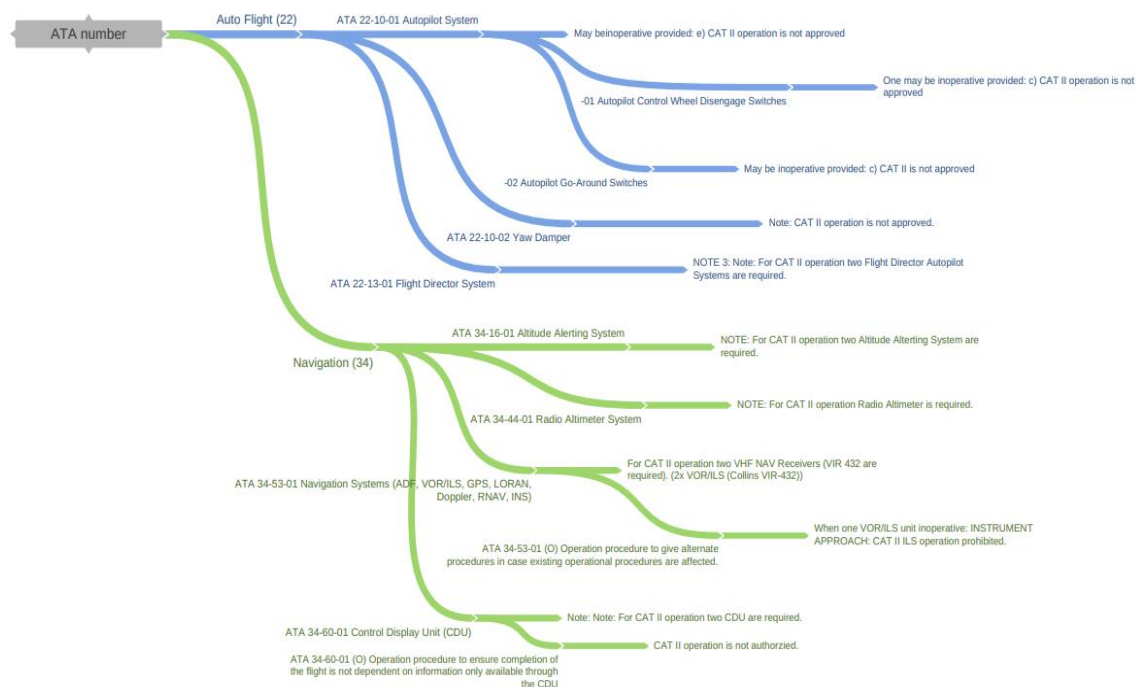 ATA number
Auto Flight (22)
ATA 22-10-01 Autopilot System
May beinoperative provided: e) CAT II operation is not approved
-01 Autopilot Control Wheel Disengage Switches
One may be inoperative provided: c) CAT II operation is not
approved
-02 Autopilot Go-Around Switches
May be inoperative provided: c) CAT II is not approved
ATA 22-10-02 Yaw Damper
Note: CAT II operation is not approved.
ATA 22-13-01 Flight Director System
NOTE 3: Note: For CAT II operation two Flight Director Autopilot
Systems are required.
Navigation (34)
ATA 34-16-01 Altitude Alerting System
NOTE: For CAT II operation two Altitude Alterting System are
required.
ATA 34-44-01 Radio Altimeter System
NOTE: For CAT II operation Radio Altimeter is required.
ATA 34-53-01 Navigation Systems (ADF, VOR/ILS, GPS, LORAN,
Doppler, RNAV, INS)
For CAT II operation two VHF NAV Receivers (VIR 432 are
required). (2x VOR/ILS (Collins VIR-432))
ATA 34-53-01 (O) Operation procedure to give alternate
procedures in case existing operational procedures are affected.
When one VOR/ILS unit inoperative: INSTRUMENT
APPROACH: CAT II ILS operation prohibited.
ATA 34-60-01 Control Display Unit (CDU)
Note: Note: For CAT II operation two CDU are required.
ATA 34-60-01 (O) Operation procedure to ensure completion of
the flight is not dependent on information only available through
the CDU
CAT II operation is not authorzied.